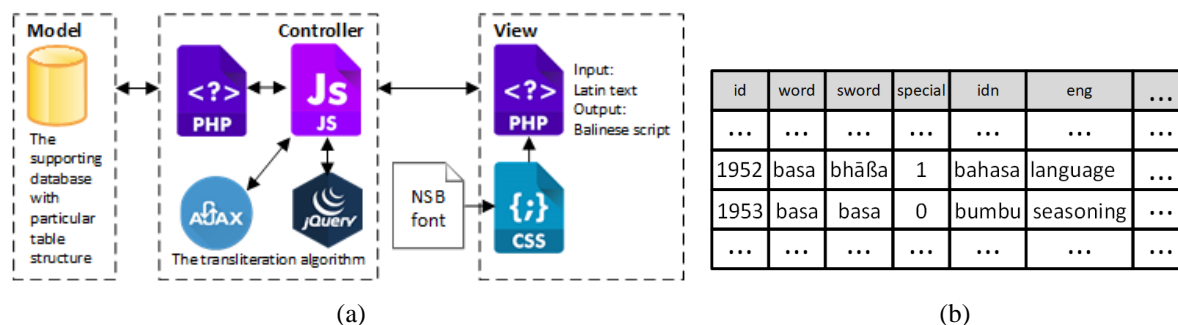 Model
The
supporting
database
with
particular
table
structure
Controller
<?>
PHP
Js
JS
AJAX
jQuery
The transliteration algorithm
NSB
font
View
<?>
PHP
Input:
Latin text
Output:
Balinese script
{;}
CSS
(a)
id word sword special idn eng ...
... ... ... ... ... ... ...
1952 basa bhāßa 1 bahasa language ...
1953 basa basa 0 bumbu seasoning ...
... ... ... ... ... ... ...
(b)